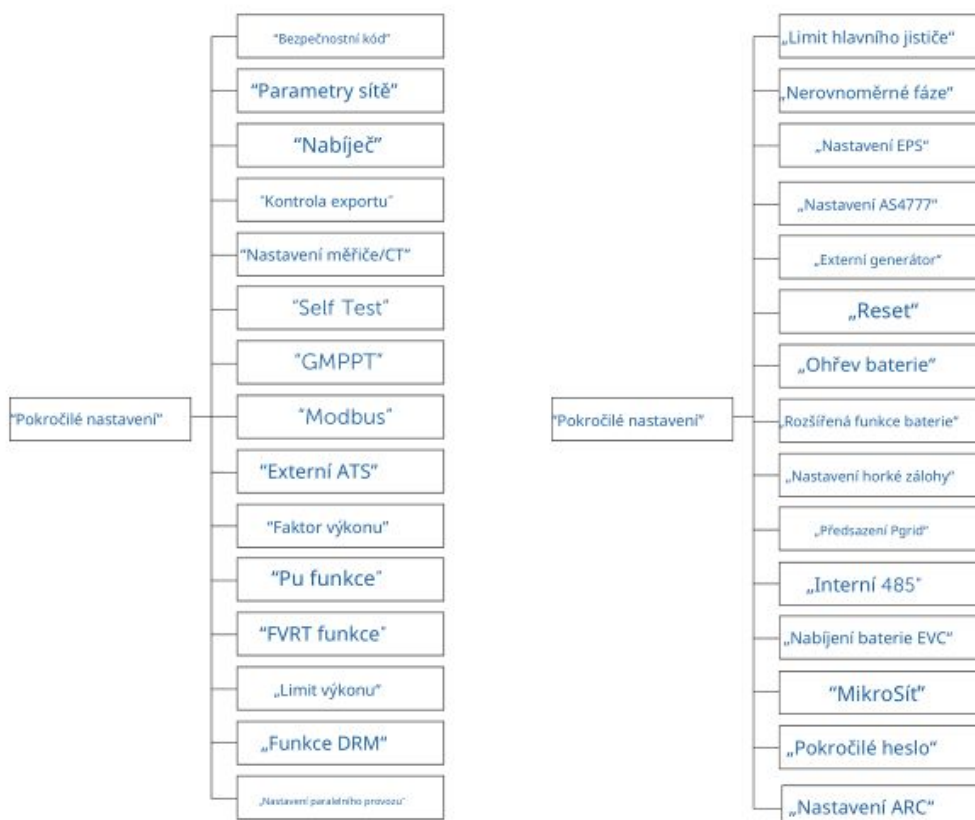 "Bezpečnostní kód"
"Parametry sítě"
"Nabíječ"
"Kontrola exportu"
"Nastavení měřiče/CT"
"Self Test"
"GMPPT"
"Pokročilé nastavení"
"Modbus"
"Externí ATS"
"Faktor výkonu"
"Pu funkce"
"FVRT funkce"
„Limit výkonu“
„Funkce DRM“
„Nastavení paralelního provozu“
„Limit hlavního jističe“
„Nerovnoměrné fáze“
„Nastavení EPS“
„Nastavení AS4777“
„Externí generátor“
„Reset“
„Ohřev baterie“
"Pokročilé nastavení"
„Rozšířená funkce baterie“
„Nastavení horké zálohy“
„Předsazení Pgrid“
„Interní 485"
„Nabíjení baterie EVC“
"MikroSít"
„Pokročilé heslo“
„Nastavení ARC“